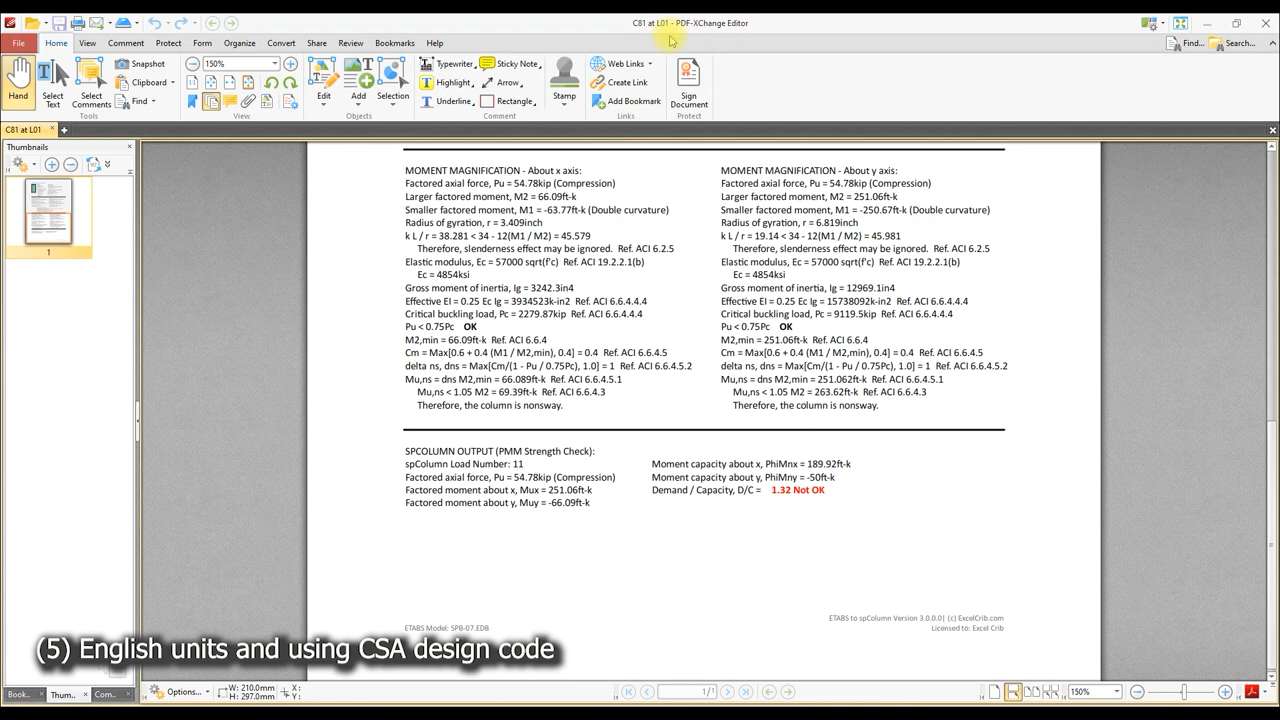 C81 at L01 - PDF-XChange Editor
File Home View Comment Protect Form Organize Convert Share Review Bookmarks Help Find... Search...
Hand
Select Text
Select Comments
Snapshot
Clipboard
Find
Tools
150%
View
Edit
Add
Selection
Objects
Typewriter
Highlight
Underline
Sticky Note
Arrow
Rectangle
Comment
Stamp
Web Links
Create Link
Add Bookmark
Links
Sign Document
Protect
C81 at L01
Thumbnails
1
MOMENT MAGNIFICATION - About x axis:
Factored axial force, Pu = 54.78kip (Compression)
Larger factored moment, M2 = 66.09ft-k
Smaller factored moment, M1 = -63.77ft-k (Double curvature)
Radius of gyration, r = 3.409inch
k L / r = 38.281 < 34 - 12(M1 / M2) = 45.579
Therefore, slenderness effect may be ignored. Ref. ACI 6.2.5
Elastic modulus, Ec = 57000 sqrt(f'c) Ref. ACI 19.2.2.1(b)
Ec = 4854ksi
Gross moment of inertia, Ig = 3242.3in4
Effective EI = 0.25 Ec Ig = 3934523k-in2 Ref. ACI 6.6.4.4.4
Critical buckling load, Pc = 2279.87kip Ref. ACI 6.6.4.4.4
Pu < 0.75Pc OK
M2,min = 66.09ft-k Ref. ACI 6.6.4
Cm = Max[0.6 + 0.4 (M1 / M2,min), 0.4] = 0.4 Ref. ACI 6.6.4.5
delta ns, dns = Max[Cm/(1 - Pu / 0.75Pc), 1.0] = 1 Ref. ACI 6.6.4.5.2
Mu,ns = dns M2,min = 66.089ft-k Ref. ACI 6.6.4.5.1
Mu,ns < 1.05 M2 = 69.39ft-k Ref. ACI 6.6.4.3
Therefore, the column is nonsway.
MOMENT MAGNIFICATION - About y axis:
Factored axial force, Pu = 54.78kip (Compression)
Larger factored moment, M2 = 251.06ft-k
Smaller factored moment, M1 = -250.67ft-k (Double curvature)
Radius of gyration, r = 6.819inch
k L / r = 19.14 < 34 - 12(M1 / M2) = 45.981
Therefore, slenderness effect may be ignored. Ref. ACI 6.2.5
Elastic modulus, Ec = 57000 sqrt(f'c) Ref. ACI 19.2.2.1(b)
Ec = 4854ksi
Gross moment of inertia, Ig = 12969.1in4
Effective EI = 0.25 Ec Ig = 15738092k-in2 Ref. ACI 6.6.4.4.4
Critical buckling load, Pc = 9119.5kip Ref. ACI 6.6.4.4.4
Pu < 0.75Pc OK
M2,min = 251.06ft-k Ref. ACI 6.6.4
Cm = Max[0.6 + 0.4 (M1 / M2,min), 0.4] = 0.4 Ref. ACI 6.6.4.5
delta ns, dns = Max[Cm/(1 - Pu / 0.75Pc), 1.0] = 1 Ref. ACI 6.6.4.5.2
Mu,ns = dns M2,min = 251.062ft-k Ref. ACI 6.6.4.5.1
Mu,ns < 1.05 M2 = 263.62ft-k Ref. ACI 6.6.4.3
Therefore, the column is nonsway.
SPCOLUMN OUTPUT (PMM Strength Check):
spColumn Load Number: 11
Factored axial force, Pu = 54.78kip (Compression)
Factored moment about x, Mux = 251.06ft-k
Factored moment about y, Muy = -66.09ft-k
Moment capacity about x, PhiMnx = 189.92ft-k
Moment capacity about y, PhiMny = -50ft-k
Demand / Capacity, D/C = 1.32 Not OK
ETABS Model: SPB-07.EDB
ETABS to spColumn Version 3.0.0.0| (c) ExcelCrib.com
Licensed to: Excel Crib
(5) English units and using CSA design code
Book... Thum... Com...
Options...
W: 210.0mm
H: 297.0mm
X:
Y:
1/1
150%